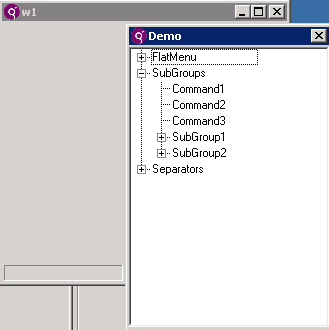 w1
Demo
FlatMenu
SubGroups
Command1
Command2
Command3
SubGroup1
SubGroup2
Separators